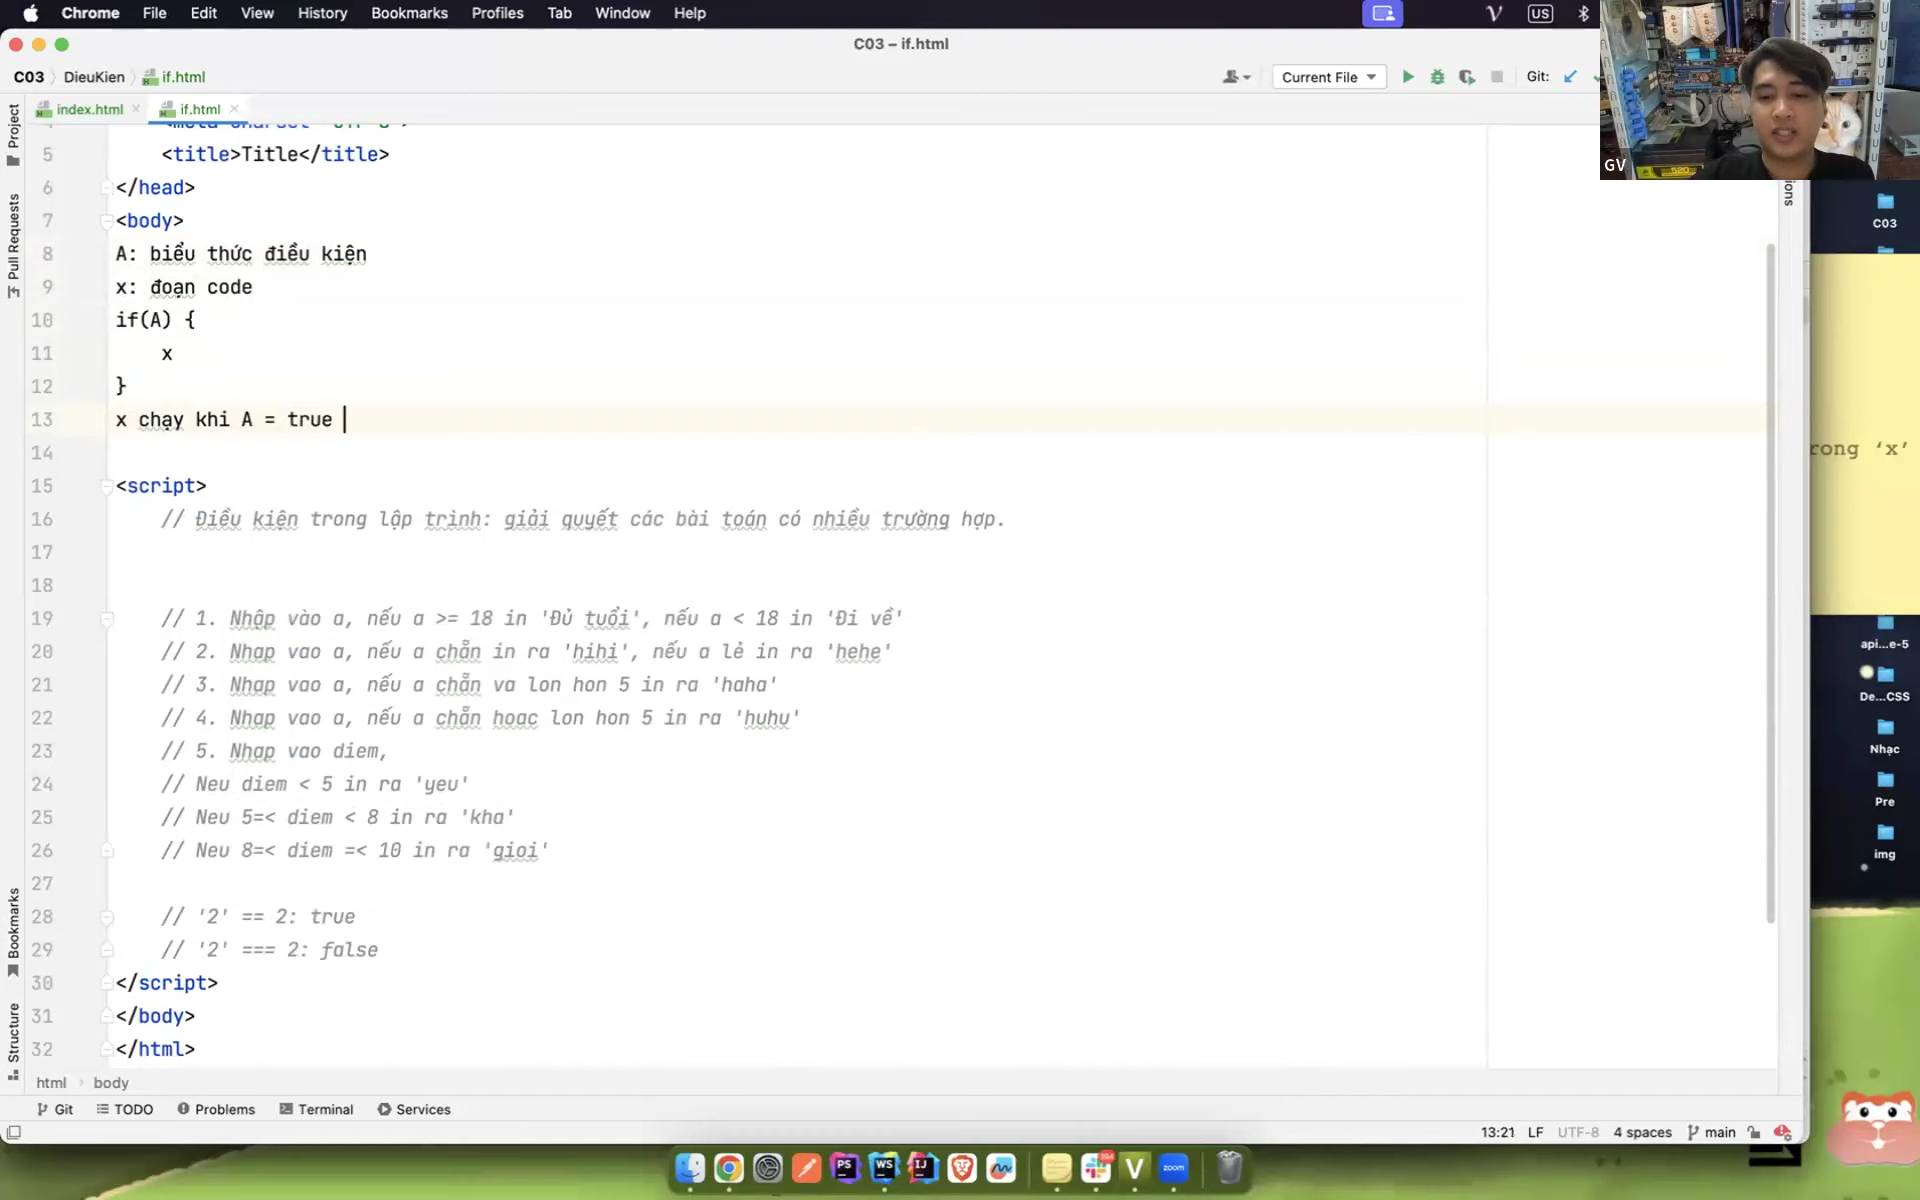 Chrome File Edit View History Bookmarks Profiles Tab Window Help
US
C03 – if.html
C03 DieuKien if.html
Current File
Git:
index.html
if.html
Project
Pull Requests
Bookmarks
Structure
5 <title>Title</title>
6 </head>
7 <body>
8 A: biểu thức điều kiện
9 x: đoạn code
10 if(A) {
11 x
12 }
13 x chạy khi A = true
14
15 <script>
16 // Điều kiện trong lập trình: giải quyết các bài toán có nhiều trường hợp.
17
18
19 // 1. Nhập vào a, nếu a >= 18 in 'Đủ tuổi', nếu a < 18 in 'Đi về'
20 // 2. Nhap vao a, nếu a chẵn in ra 'hihi', nếu a lẻ in ra 'hehe'
21 // 3. Nhap vao a, nếu a chẵn va lon hon 5 in ra 'haha'
22 // 4. Nhap vao a, nếu a chẵn hoac lon hon 5 in ra 'huhu'
23 // 5. Nhap vao diem,
24 // Neu diem < 5 in ra 'yeu'
25 // Neu 5=< diem < 8 in ra 'kha'
26 // Neu 8=< diem =< 10 in ra 'gioi'
27
28 // '2' == 2: true
29 // '2' === 2: false
30 </script>
31 </body>
32 </html>
html body
Git TODO Problems Terminal Services
13:21 LF UTF-8 4 spaces main
GV
C03
rong ‘x’
api...e-5
De...CSS
Nhạc
Pre
img
PS
WS
IJ
V
zoom